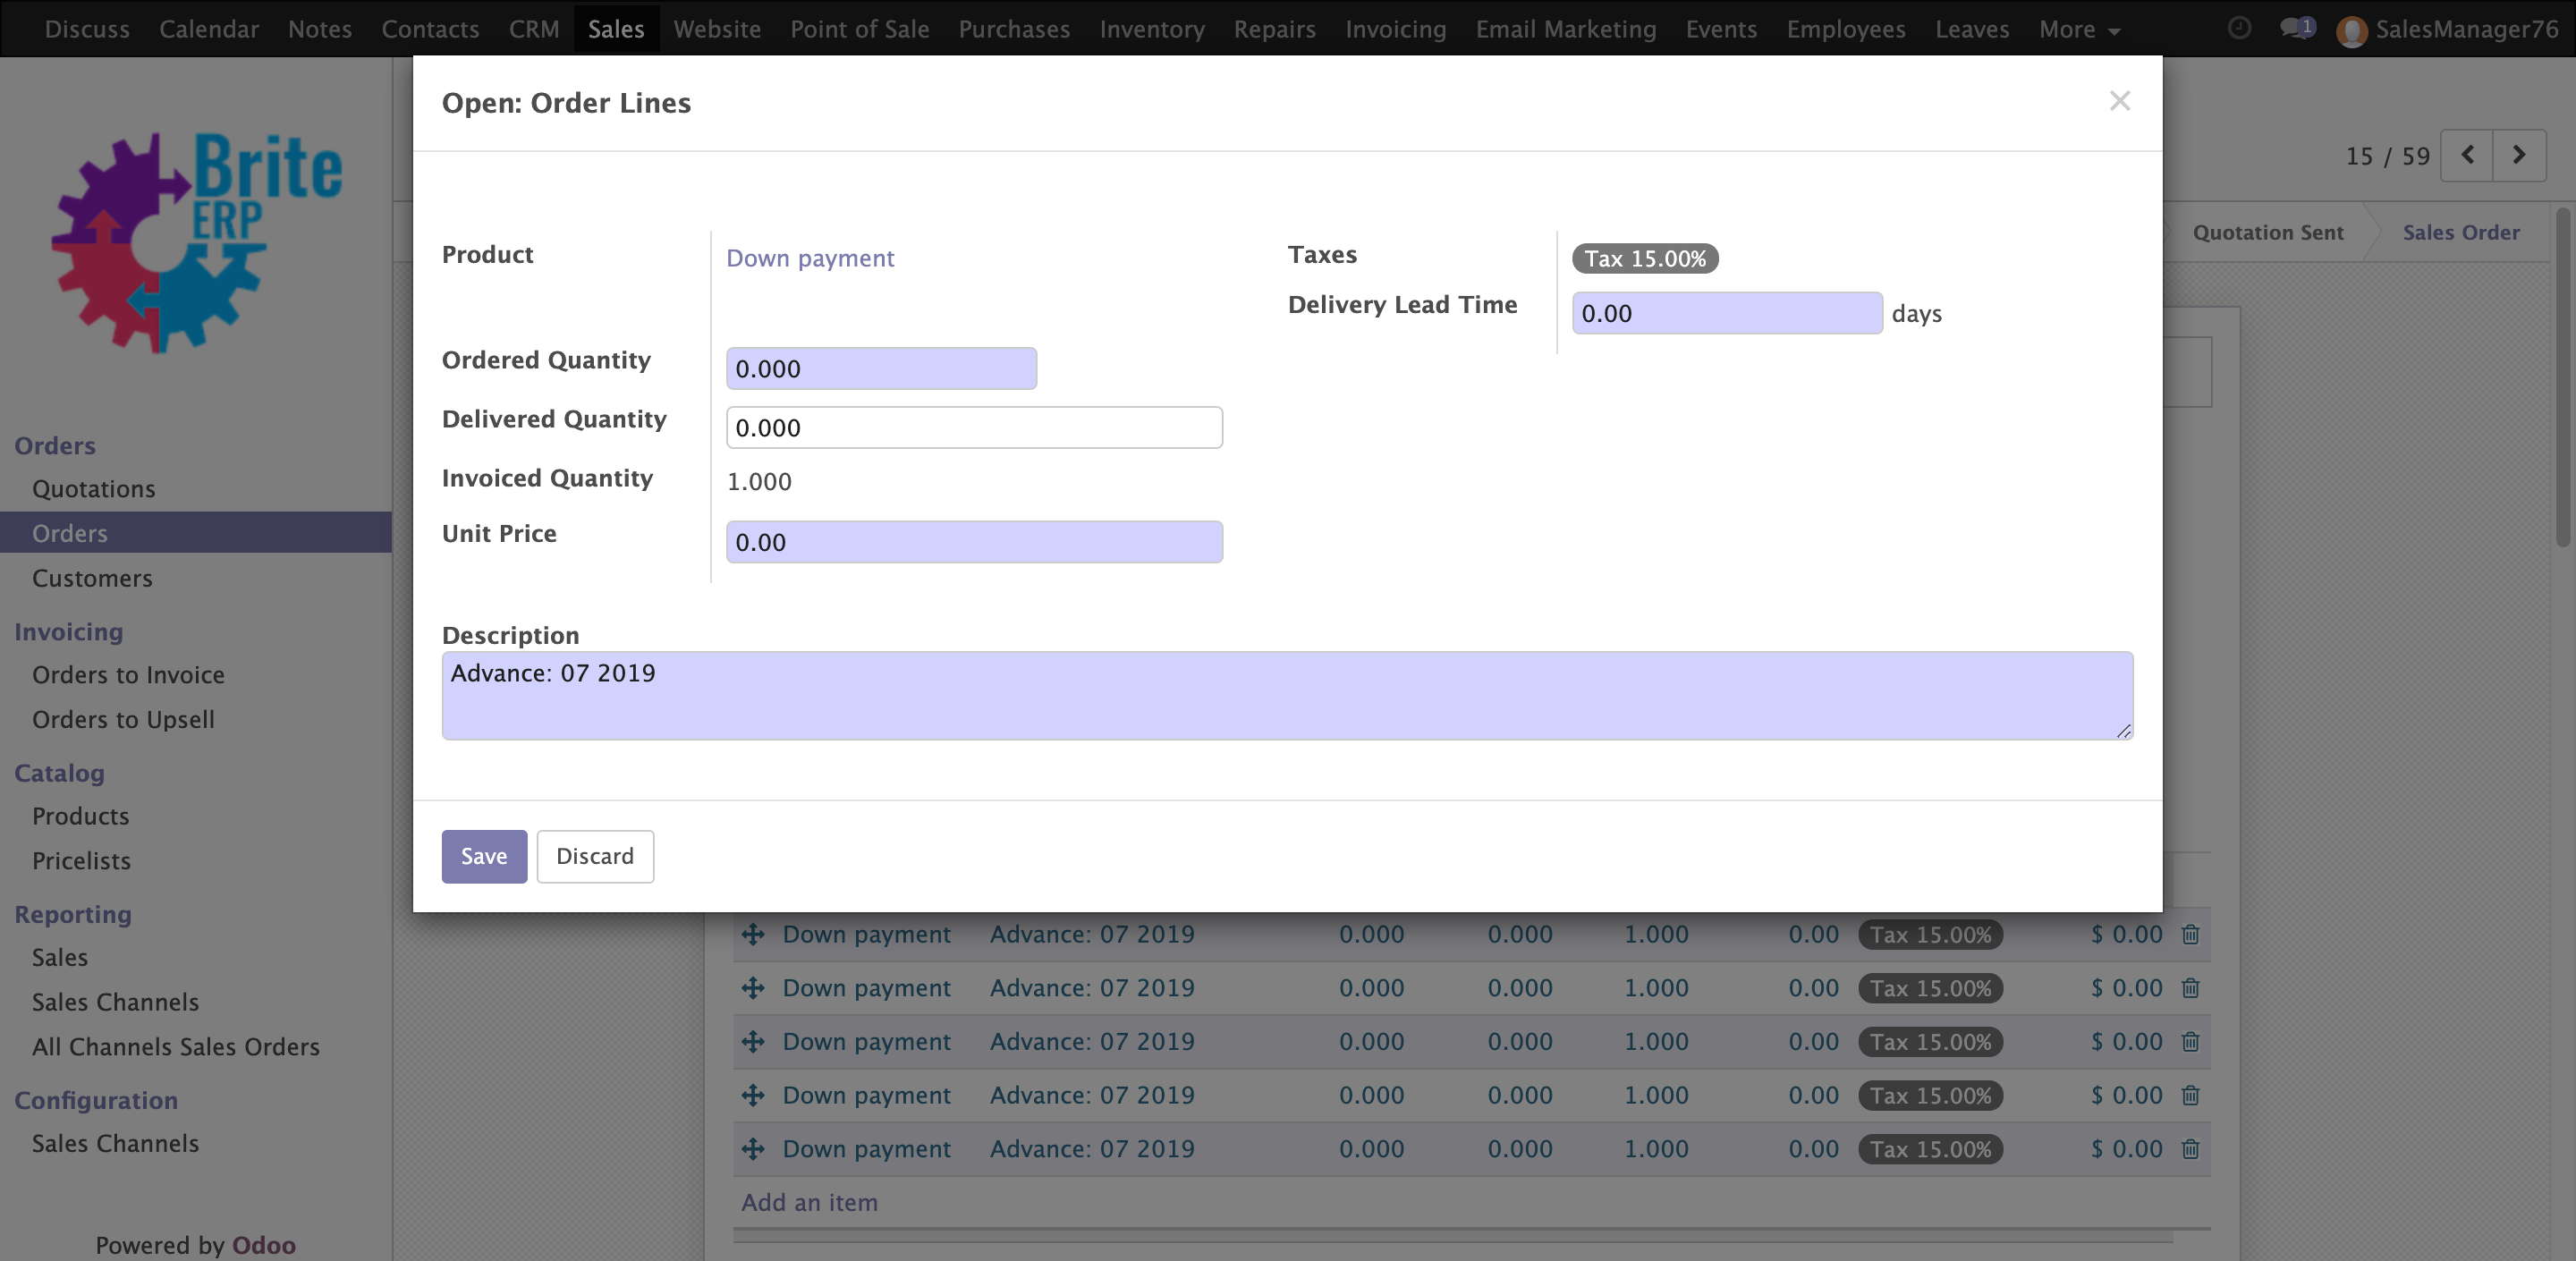 Discuss Calendar Notes Contacts CRM Sales Website Point of Sale Purchases Inventory Repairs Invoicing Email Marketing Events Employees Leaves More 1 SalesManager76
Open: Order Lines
Brite
ERP
15 / 59
Quotation Sent Sales Order
Product Down payment
Taxes Tax 15.00%
Delivery Lead Time 0.00 days
Ordered Quantity 0.000
Delivered Quantity 0.000
Invoiced Quantity 1.000
Unit Price 0.00
Description
Advance: 07 2019
Save Discard
Orders
Quotations
Orders
Customers
Invoicing
Orders to Invoice
Orders to Upsell
Catalog
Products
Pricelists
Reporting
Sales
Sales Channels
All Channels Sales Orders
Configuration
Sales Channels
Powered by Odoo
Down payment Advance: 07 2019 0.000 0.000 1.000 0.00 Tax 15.00% $ 0.00
Down payment Advance: 07 2019 0.000 0.000 1.000 0.00 Tax 15.00% $ 0.00
Down payment Advance: 07 2019 0.000 0.000 1.000 0.00 Tax 15.00% $ 0.00
Down payment Advance: 07 2019 0.000 0.000 1.000 0.00 Tax 15.00% $ 0.00
Down payment Advance: 07 2019 0.000 0.000 1.000 0.00 Tax 15.00% $ 0.00
Add an item